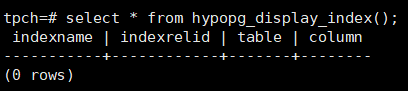 tpch=# select * from hypopg_display_index();
 indexname | indexrelid | table | column
-----------+------------+-------+--------
(0 rows)